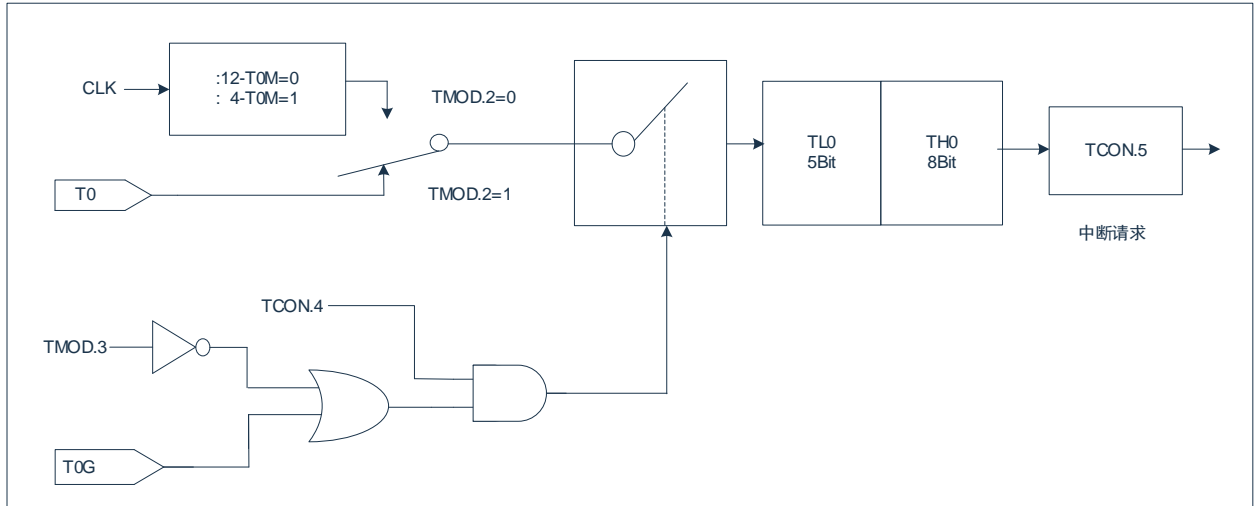 CLK
:12-T0M=0
: 4-T0M=1
TMOD.2=0
T0
TMOD.2=1
TL0
5Bit
TH0
8Bit
TCON.5
中断请求
TCON.4
TMOD.3
T0G